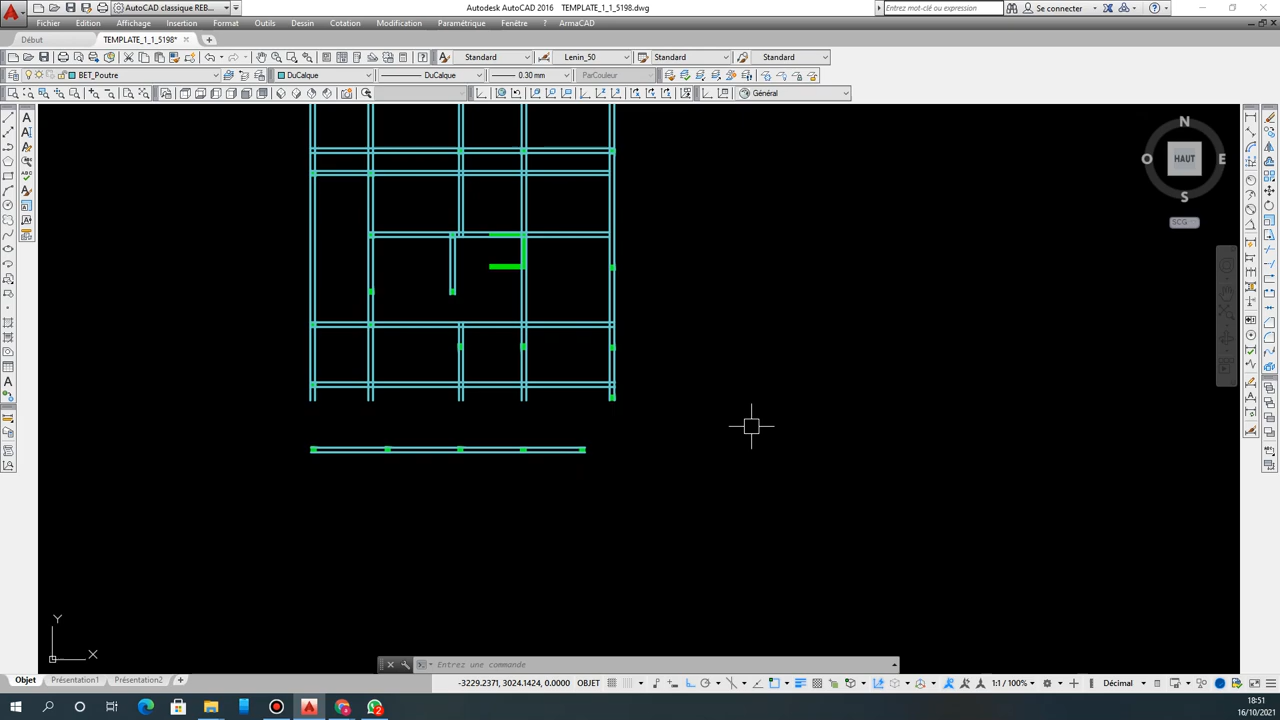 AutoCAD classique REB...
Autodesk AutoCAD 2016 TEMPLATE_1_1_5198.dwg
Entrez mot-clé ou expression
Se connecter
Fichier Edition Affichage Insertion Format Outils Dessin Cotation Modification Paramétrique Fenêtre ? ArmaCAD
Début TEMPLATE_1_1_5198*
Standard Lenin_50 Standard Standard
BET_Poutre DuCalque DuCalque 0.30 mm ParCouleur
Général
N
O HAUT E
S
SCG
Y
X
Entrez une commande
Objet Présentation1 Présentation2 -3229.2371, 3024.1424, 0.0000 OBJET 1:1 / 100% Décimal
18:51
16/10/2021